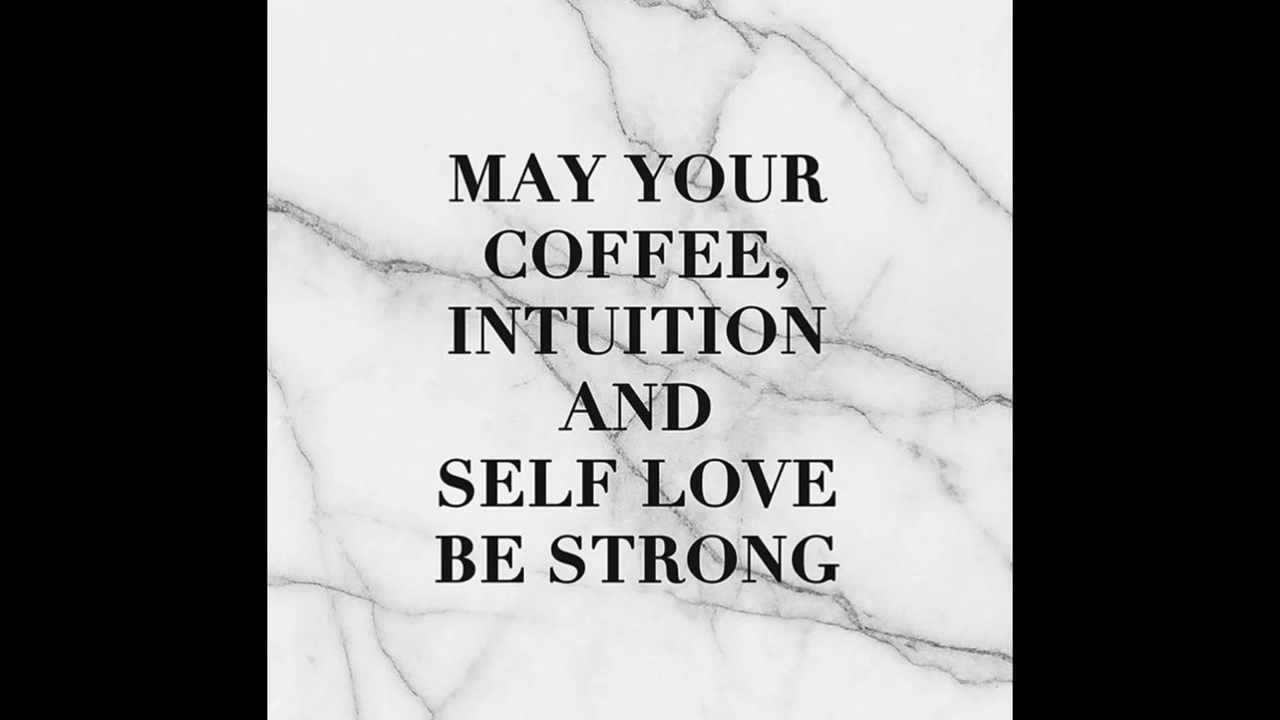 MAY YOUR
COFFEE,
INTUITION
AND
SELF LOVE
BE STRONG